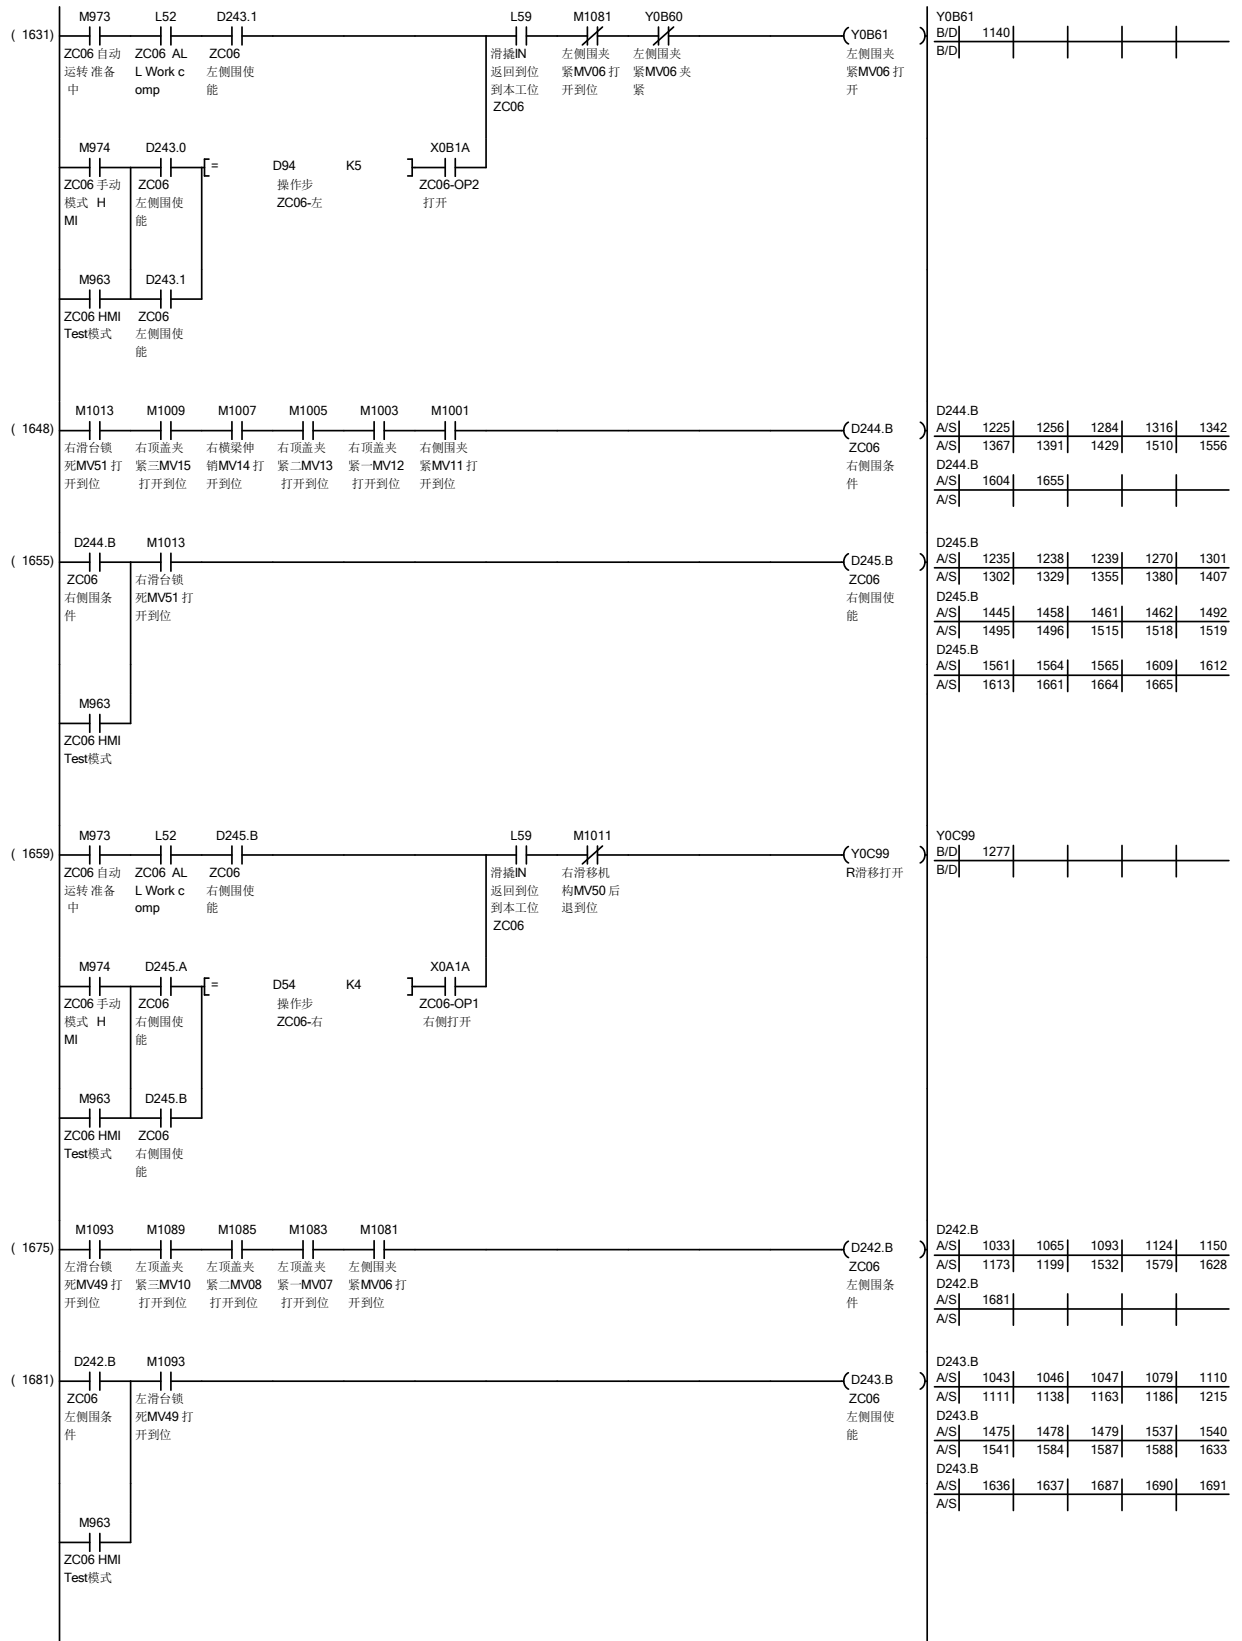 M973 L52 D243.1 L59 M1081 Y0B60 Y0B61
( 1631) (Y0B61 ) B/D 1140
ZC06 自动 ZC06 AL ZC06 滑撬IN 左侧围夹 左侧围夹 左侧围夹 B/D
运转 准备 L Work c 左侧围使 返回到位 紧MV06 打 紧MV06 夹 紧MV06 打
中 omp 能 到本工位 开到位 紧 开
ZC06
M974 D243.0 X0B1A
[= D94 K5 ]
ZC06 手动 ZC06 操作步 ZC06-OP2
模式 H 左侧围使 ZC06-左 打开
MI 能
M963 D243.1
ZC06 HMI ZC06
Test模式 左侧围使
能
M1013 M1009 M1007 M1005 M1003 M1001 D244.B
( 1648) (D244.B ) A/S 1225 1256 1284 1316 1342
右滑台锁 右顶盖夹 右横梁伸 右顶盖夹 右顶盖夹 右侧围夹 ZC06 A/S 1367 1391 1429 1510 1556
死MV51 打 紧三MV15 销MV14 打 紧二MV13 紧一MV12 紧MV11 打 右侧围条 D244.B
开到位 打开到位 开到位 打开到位 打开到位 开到位 件 A/S 1604 1655
A/S
D244.B M1013 D245.B
( 1655) (D245.B ) A/S 1235 1238 1239 1270 1301
ZC06 右滑台锁 ZC06 A/S 1302 1329 1355 1380 1407
右侧围条 死MV51 打 右侧围使 D245.B
件 开到位 能 A/S 1445 1458 1461 1462 1492
A/S 1495 1496 1515 1518 1519
D245.B
A/S 1561 1564 1565 1609 1612
A/S 1613 1661 1664 1665
M963
ZC06 HMI
Test模式
M973 L52 D245.B L59 M1011 Y0C99
( 1659) (Y0C99 ) B/D 1277
ZC06 自动 ZC06 AL ZC06 滑撬IN 右滑移机 R滑移打开 B/D
运转 准备 L Work c 右侧围使 返回到位 构MV50 后
中 omp 能 到本工位 退到位
ZC06
M974 D245.A X0A1A
[= D54 K4 ]
ZC06 手动 ZC06 操作步 ZC06-OP1
模式 H 右侧围使 ZC06-右 右侧打开
MI 能
M963 D245.B
ZC06 HMI ZC06
Test模式 右侧围使
能
M1093 M1089 M1085 M1083 M1081 D242.B
( 1675) (D242.B ) A/S 1033 1065 1093 1124 1150
左滑台锁 左顶盖夹 左顶盖夹 左顶盖夹 左侧围夹 ZC06 A/S 1173 1199 1532 1579 1628
死MV49 打 紧三MV10 紧二MV08 紧一MV07 紧MV06 打 左侧围条 D242.B
开到位 打开到位 打开到位 打开到位 开到位 件 A/S 1681
A/S
D242.B M1093 D243.B
( 1681) (D243.B ) A/S 1043 1046 1047 1079 1110
ZC06 左滑台锁 ZC06 A/S 1111 1138 1163 1186 1215
左侧围条 死MV49 打 左侧围使 D243.B
件 开到位 能 A/S 1475 1478 1479 1537 1540
A/S 1541 1584 1587 1588 1633
D243.B
A/S 1636 1637 1687 1690 1691
A/S
M963
ZC06 HMI
Test模式